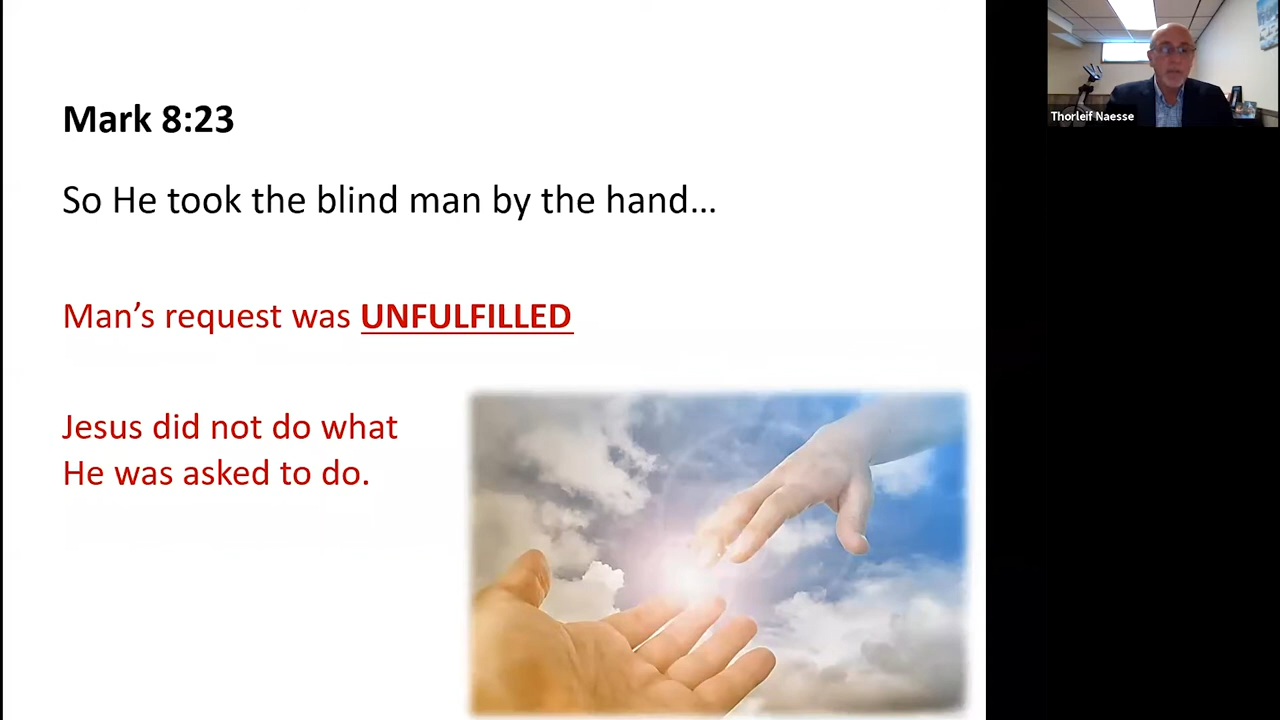 Mark 8:23
So He took the blind man by the hand...
Man’s request was UNFULFILLED
Jesus did not do what
He was asked to do.
Thorleif Naesse